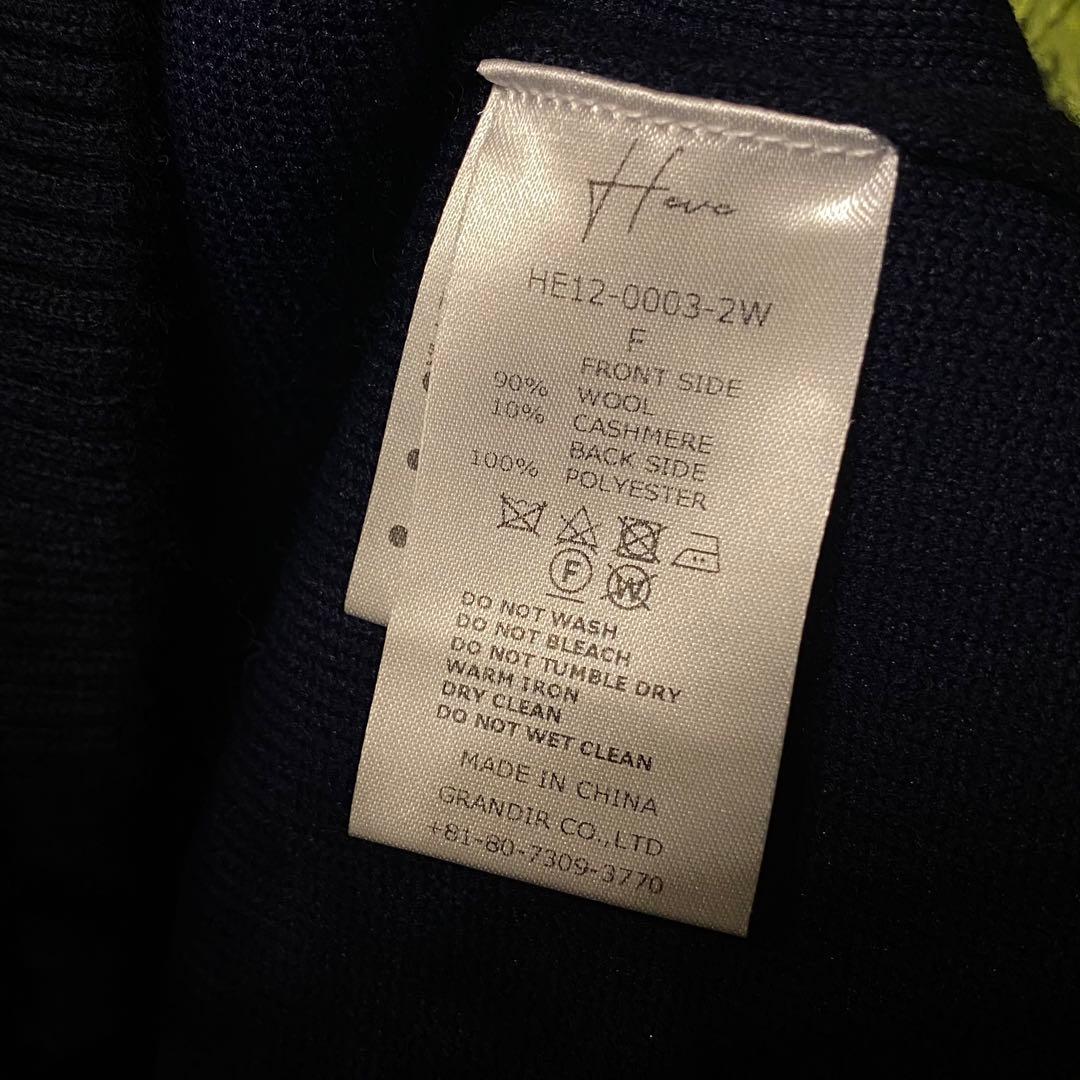 Heve
HE12-0003-2W
F
FRONT SIDE
90% WOOL
10% CASHMERE
BACK SIDE
100% POLYESTER
F W
DO NOT WASH
DO NOT BLEACH
DO NOT TUMBLE DRY
WARM IRON
DRY CLEAN
DO NOT WET CLEAN
MADE IN CHINA
GRANDIR CO.,LTD
+81-80-7309-3770